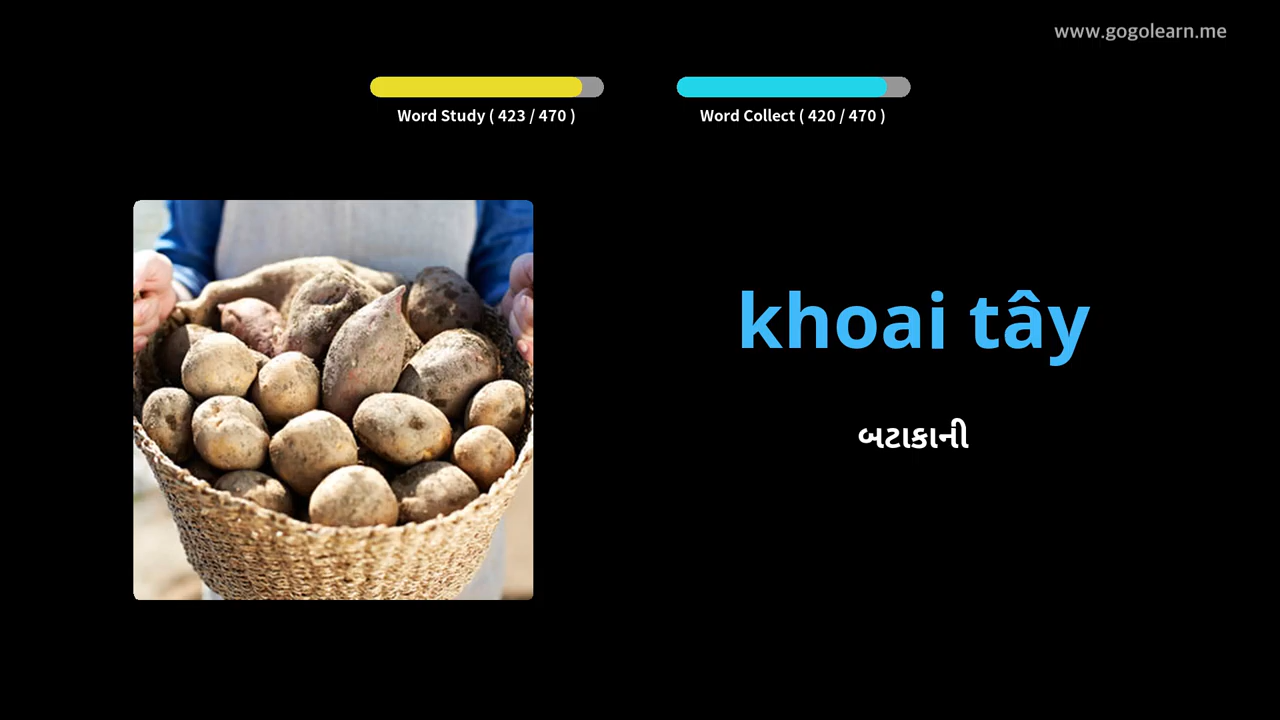 www.gogolearn.me
Word Study ( 423 / 470 )
Word Collect ( 420 / 470 )
khoai tây
બટાકાની